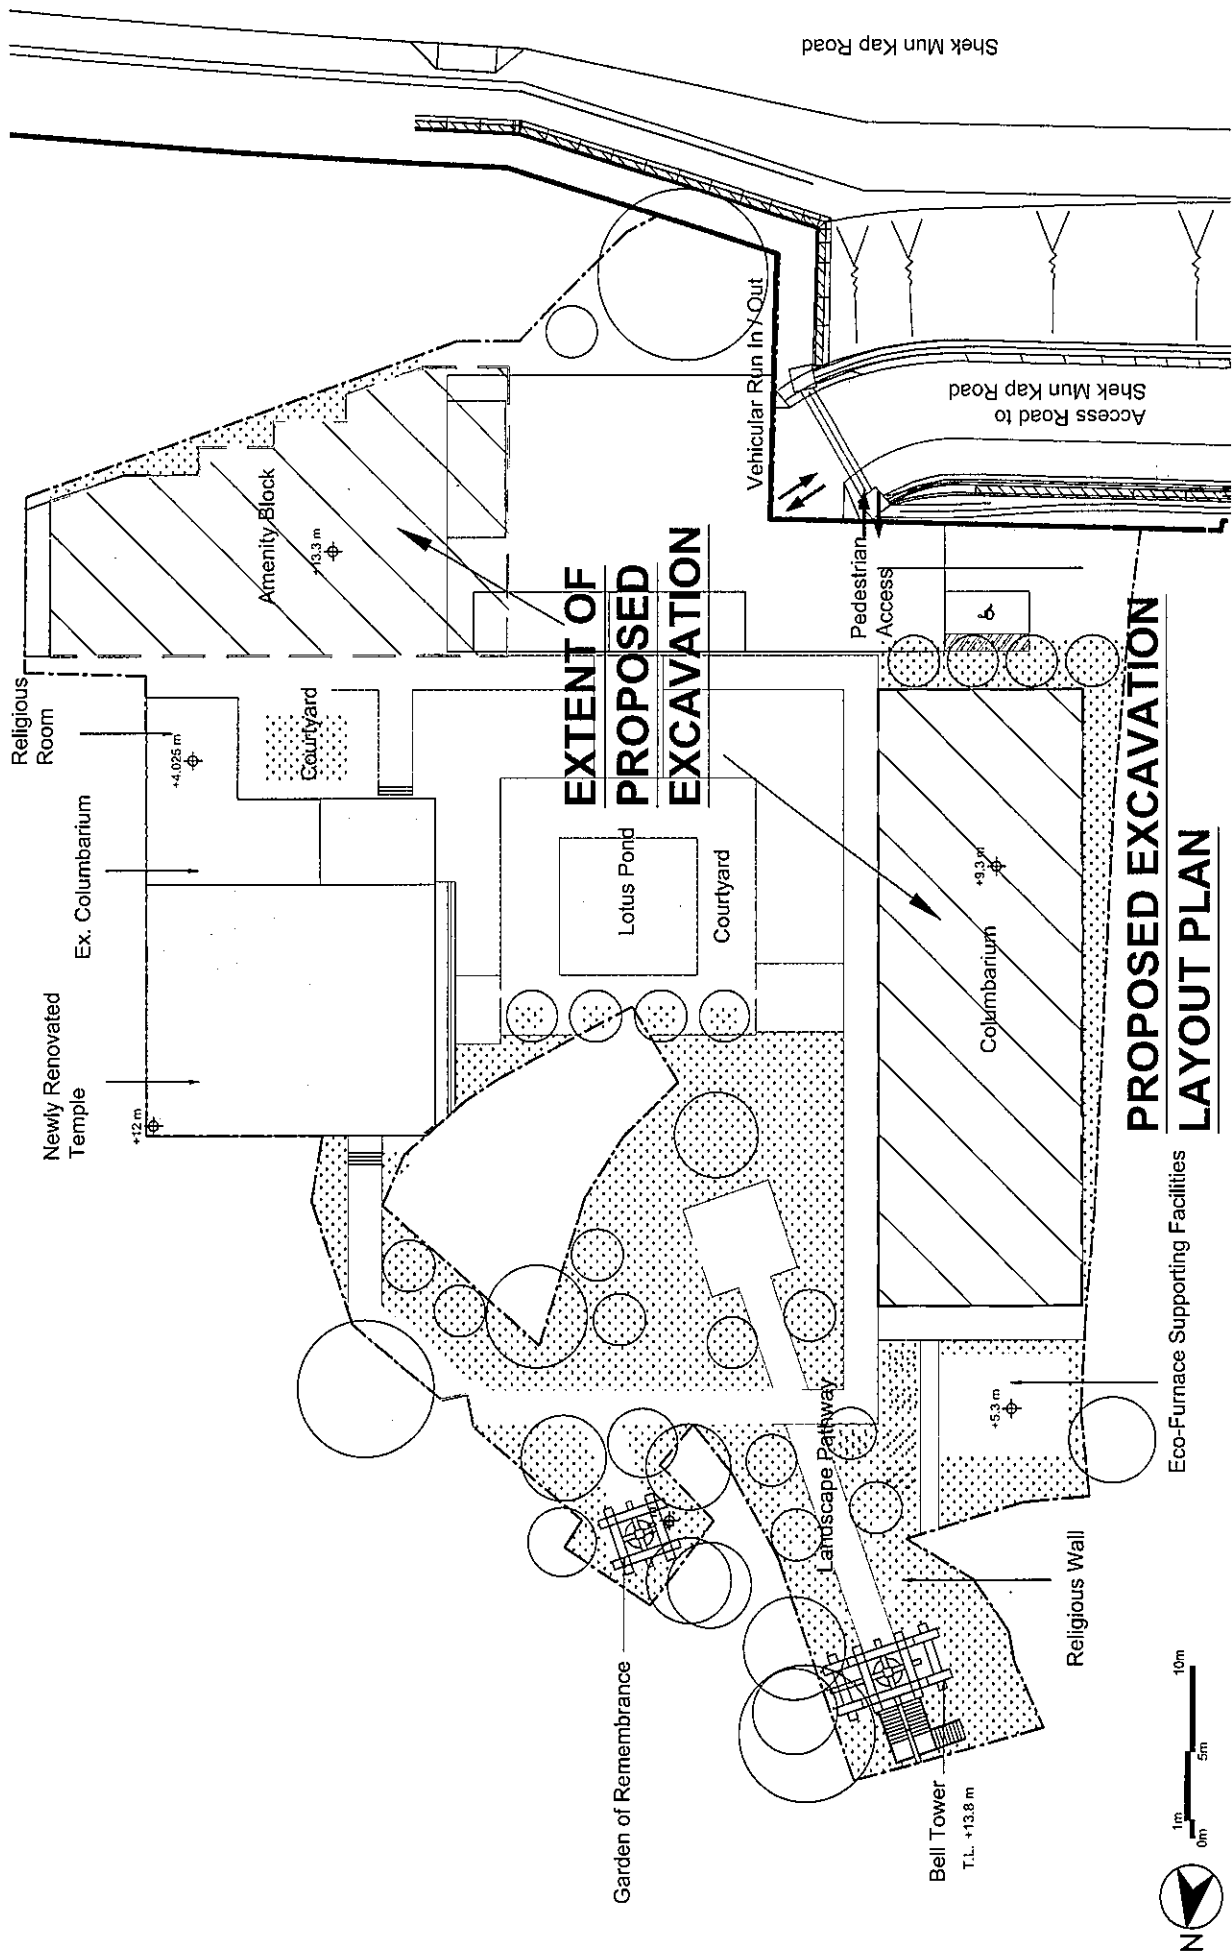 Shek Mun Kap Road
Vehicular Run In / Out
Access Road to
Shek Mun Kap Road
Religious
Room
Amenity Block
+13.3 m
Pedestrian
Access
Ex. Columbarium
+4.025 m
Courtyard
EXTENT OF
PROPOSED
EXCAVATION
Newly Renovated
Temple
+12 m
Lotus Pond
Courtyard
+9.3 m
Columbarium
PROPOSED EXCAVATION
LAYOUT PLAN
Landscape Pathway
+5.3 m
Eco-Furnace Supporting Facilities
Garden of Remembrance
Religious Wall
Bell Tower
T.L. +13.8 m
N
0m
1m
5m
10m